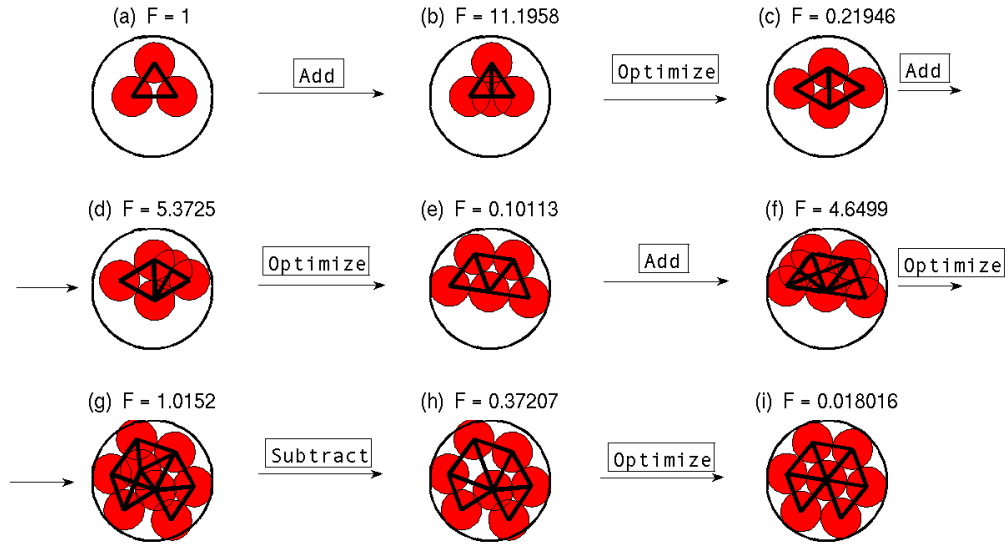 (a) F = 1
(b) F = 11.1958
(c) F = 0.21946
Add
Optimize
Add
(d) F = 5.3725
(e) F = 0.10113
(f) F = 4.6499
Optimize
Add
Optimize
(g) F = 1.0152
(h) F = 0.37207
(i) F = 0.018016
Subtract
Optimize